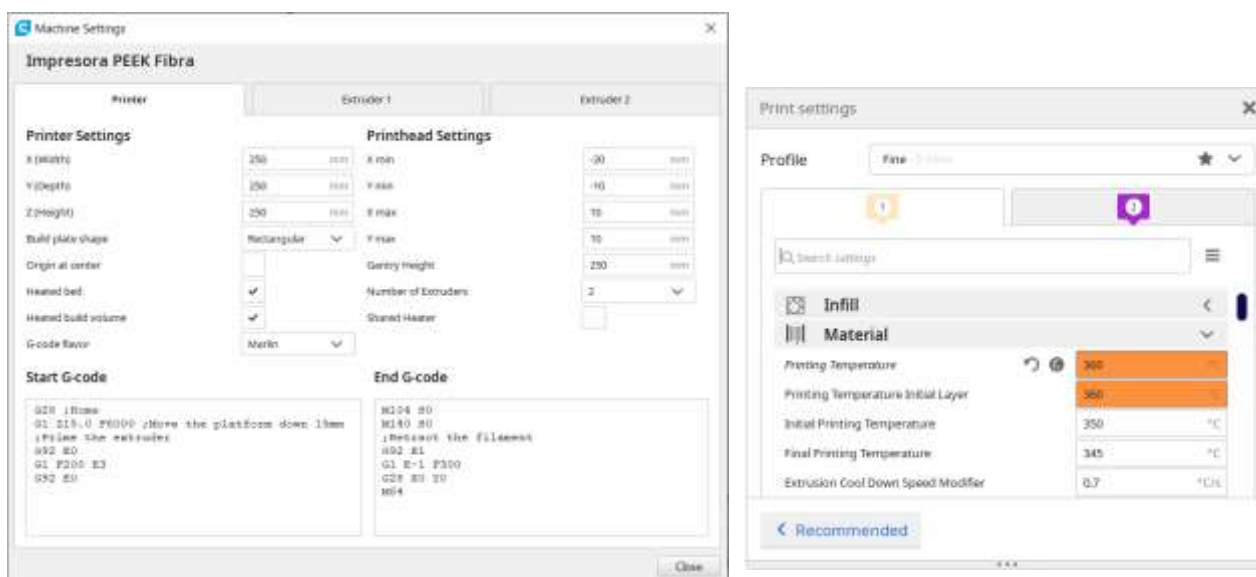 Machine Settings
Impresora PEEK Fibra
Printer
Extruder 1
Extruder 2
Printer Settings
X (Width)
250
mm
Y (Depth)
250
mm
Z (Height)
250
mm
Build plate shape
Rectangular
Origin at center
Heated bed
Heated build volume
G-code flavor
Marlin
Printhead Settings
X min
-20
mm
Y min
-10
mm
X max
10
mm
Y max
10
mm
Gantry Height
250
mm
Number of Extruders
2
Shared Heater
Start G-code
G28 ;Home
G1 Z15.0 F6000 ;Move the platform down 15mm
;Prime the extruder
G92 E0
G1 F200 E3
G92 E0
End G-code
M104 S0
M140 S0
;Retract the filament
G92 E1
G1 E-1 F300
G28 X0 Y0
M84
Close
Print settings
Profile
Fine
1
2
Search settings
Infill
Material
Printing Temperature
360
Printing Temperature Initial Layer
360
Initial Printing Temperature
350
°C
Final Printing Temperature
345
°C
Extrusion Cool Down Speed Modifier
0.7
°C/s
Recommended